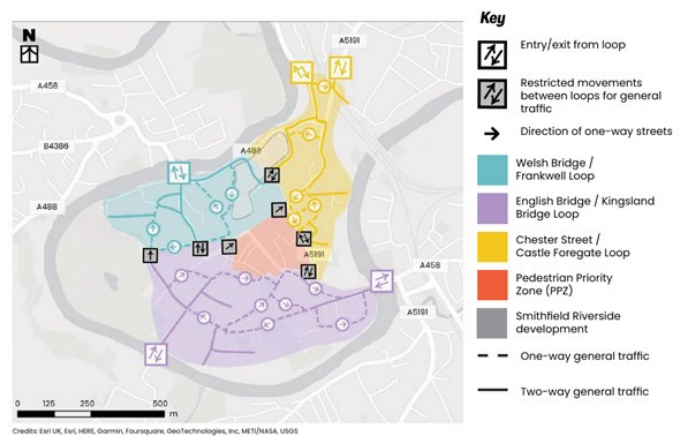 Key
N
A5191
Entry/exit from loop
Restricted movements
between loops for general
traffic
A458
Direction of one-way streets
B4386
A488
Welsh Bridge /
Frankwell Loop
A488
English Bridge / Kingsland
Bridge Loop
Chester Street /
Castle Foregate Loop
A5191
A458
Pedestrian Priority
Zone (PPZ)
A5191
Smithfield Riverside
development
One-way general traffic
Two-way general traffic
0 125 250 500
m
Credits: Esri UK, Esri, HERE, Garmin, Foursquare, GeoTechnologies, Inc, METI/NASA, USGS